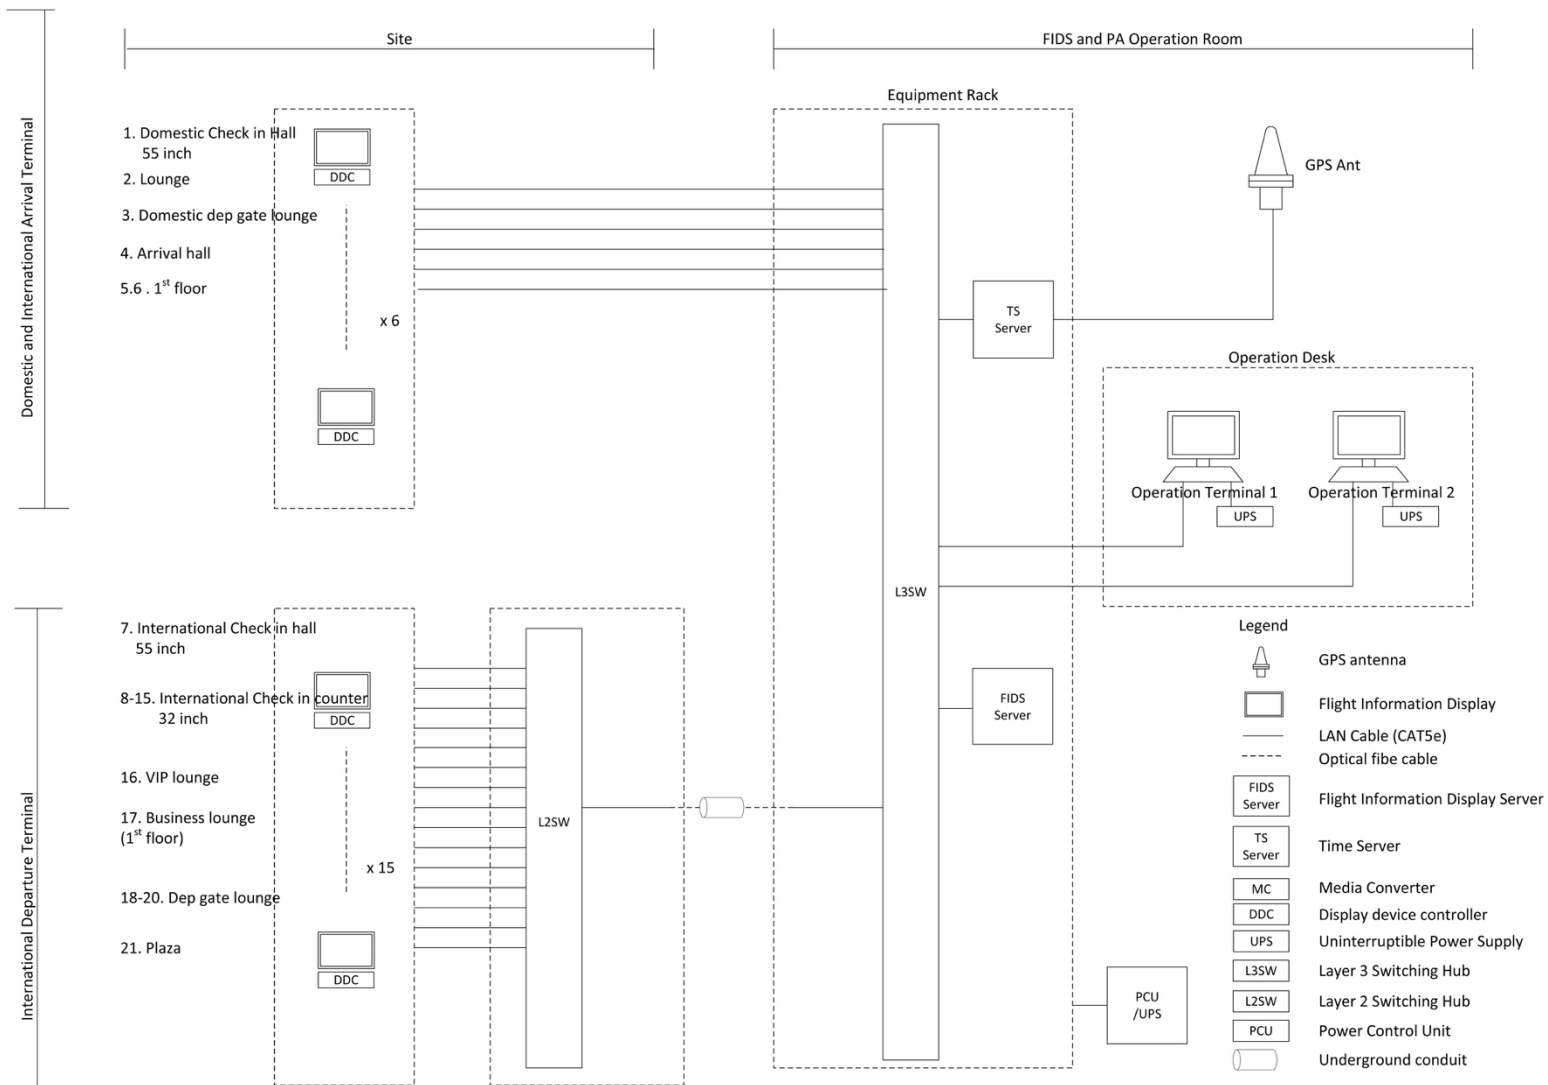 Site
FIDS and PA Operation Room
Domestic and International Arrival Terminal
1. Domestic Check in Hall
55 inch
2. Lounge
3. Domestic dep gate lounge
4. Arrival hall
5.6 . 1st floor
DDC
x 6
DDC
Equipment Rack
L3SW
TS
Server
GPS Ant
Operation Desk
Operation Terminal 1
Operation Terminal 2
UPS
UPS
International Departure Terminal
7. International Check in hall
55 inch
8-15. International Check in counter
32 inch
16. VIP lounge
17. Business lounge
(1st floor)
18-20. Dep gate lounge
21. Plaza
DDC
x 15
DDC
L2SW
FIDS
Server
PCU
/UPS
Legend
GPS antenna
Flight Information Display
LAN Cable (CAT5e)
Optical fibe cable
FIDS
Server
Flight Information Display Server
TS
Server
Time Server
MC
Media Converter
DDC
Display device controller
UPS
Uninterruptible Power Supply
L3SW
Layer 3 Switching Hub
L2SW
Layer 2 Switching Hub
PCU
Power Control Unit
Underground conduit